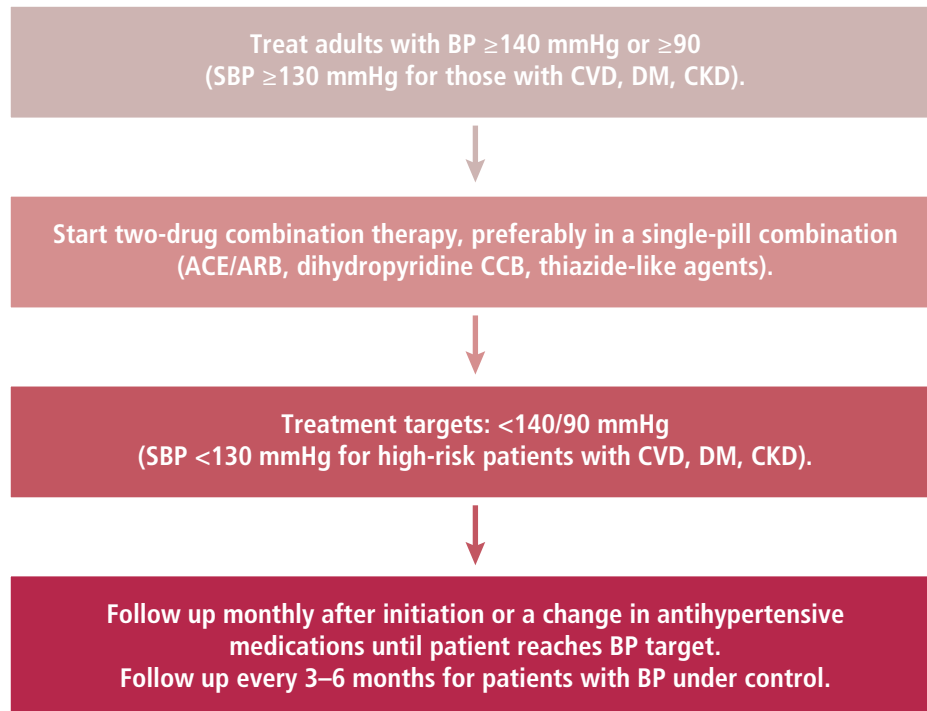 Treat adults with BP ≥140 mmHg or ≥90
(SBP ≥130 mmHg for those with CVD, DM, CKD).
Start two-drug combination therapy, preferably in a single-pill combination
(ACE/ARB, dihydropyridine CCB, thiazide-like agents).
Treatment targets: <140/90 mmHg
(SBP <130 mmHg for high-risk patients with CVD, DM, CKD).
Follow up monthly after initiation or a change in antihypertensive
medications until patient reaches BP target.
Follow up every 3–6 months for patients with BP under control.